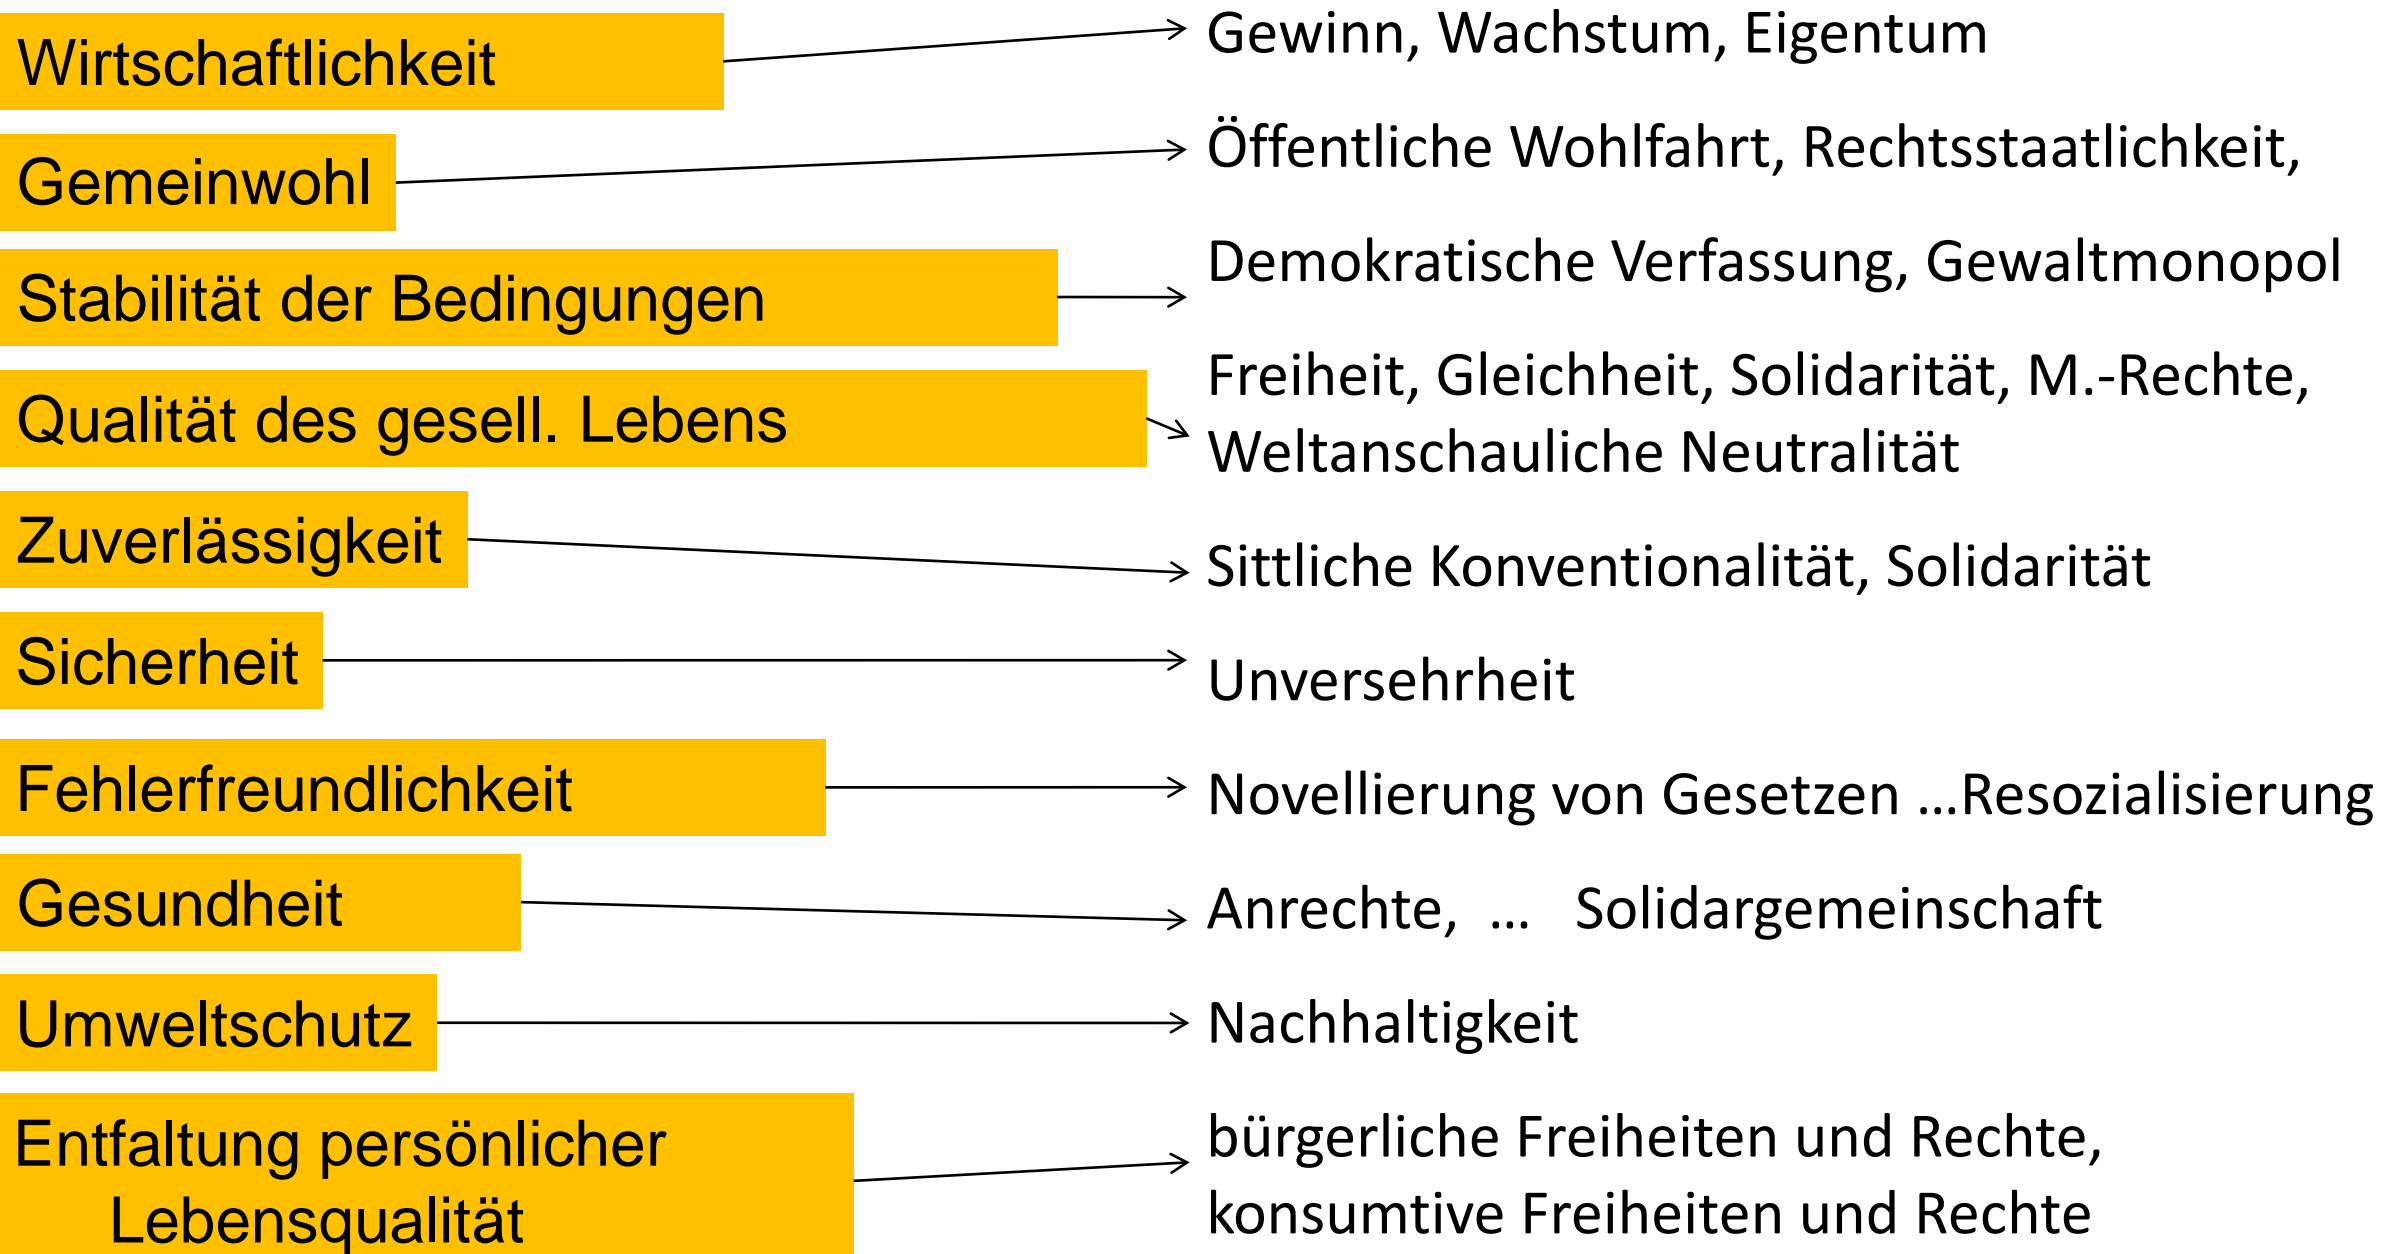 Wirtschaftlichkeit
Gewinn, Wachstum, Eigentum
Gemeinwohl
Öffentliche Wohlfahrt, Rechtsstaatlichkeit,
Stabilität der Bedingungen
Demokratische Verfassung, Gewaltmonopol
Qualität des gesell. Lebens
Freiheit, Gleichheit, Solidarität, M.-Rechte,
Weltanschauliche Neutralität
Zuverlässigkeit
Sittliche Konventionalität, Solidarität
Sicherheit
Unversehrheit
Fehlerfreundlichkeit
Novellierung von Gesetzen ...Resozialisierung
Gesundheit
Anrechte, ... Solidargemeinschaft
Umweltschutz
Nachhaltigkeit
Entfaltung persönlicher
Lebensqualität
bürgerliche Freiheiten und Rechte,
konsumtive Freiheiten und Rechte